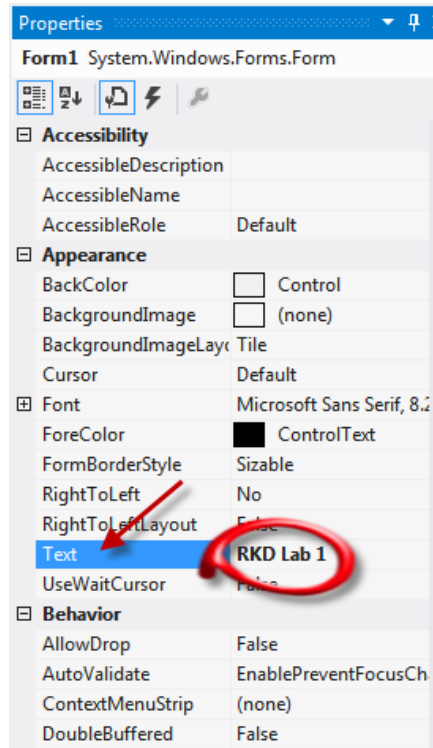 Properties
Form1 System.Windows.Forms.Form
Accessibility
AccessibleDescription
AccessibleName
AccessibleRole Default
Appearance
BackColor Control
BackgroundImage (none)
BackgroundImageLayo Tile
Cursor Default
Font Microsoft Sans Serif, 8.2
ForeColor ControlText
FormBorderStyle Sizable
RightToLeft No
RightToLeftLayout False
Text RKD Lab 1
UseWaitCursor False
Behavior
AllowDrop False
AutoValidate EnablePreventFocusCh
ContextMenuStrip (none)
DoubleBuffered False